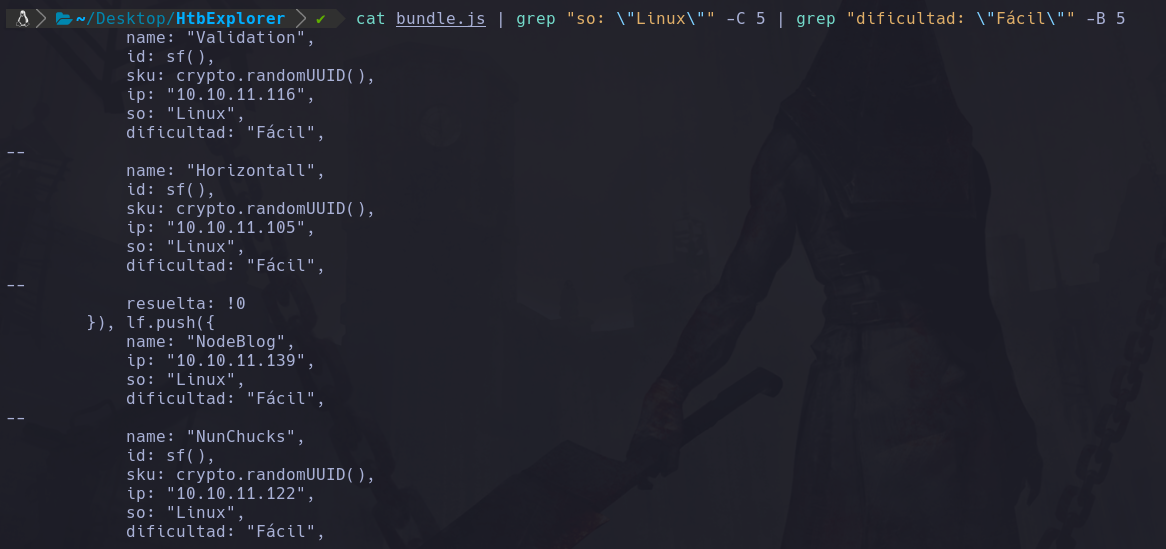 ~/Desktop/HtbExplorer ✔ cat bundle.js | grep "so: \"Linux\"" -C 5 | grep "dificultad: \"Fácil\"" -B 5
name: "Validation",
id: sf(),
sku: crypto.randomUUID(),
ip: "10.10.11.116",
so: "Linux",
dificultad: "Fácil",
--
name: "Horizontall",
id: sf(),
sku: crypto.randomUUID(),
ip: "10.10.11.105",
so: "Linux",
dificultad: "Fácil",
--
resuelta: !0
}), lf.push({
name: "NodeBlog",
ip: "10.10.11.139",
so: "Linux",
dificultad: "Fácil",
--
name: "NunChucks",
id: sf(),
sku: crypto.randomUUID(),
ip: "10.10.11.122",
so: "Linux",
dificultad: "Fácil",